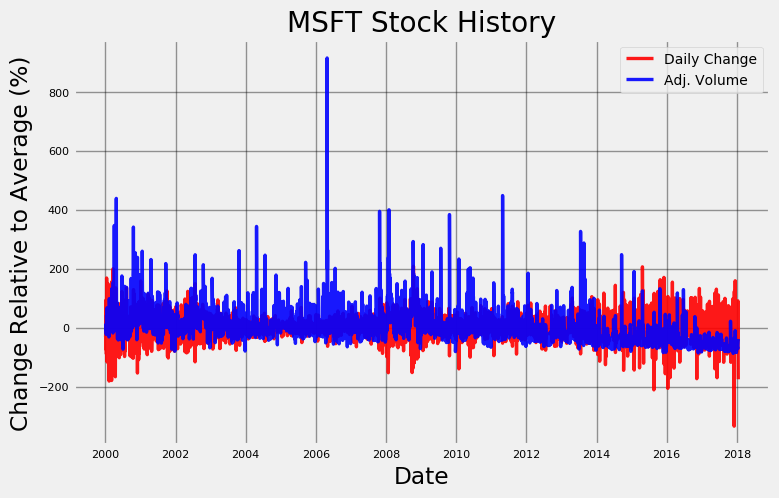 MSFT Stock History
Change Relative to Average (%)
Daily Change
Adj. Volume
800
600
400
200
0
−200
2000 2002 2004 2006 2008 2010 2012 2014 2016 2018
Date